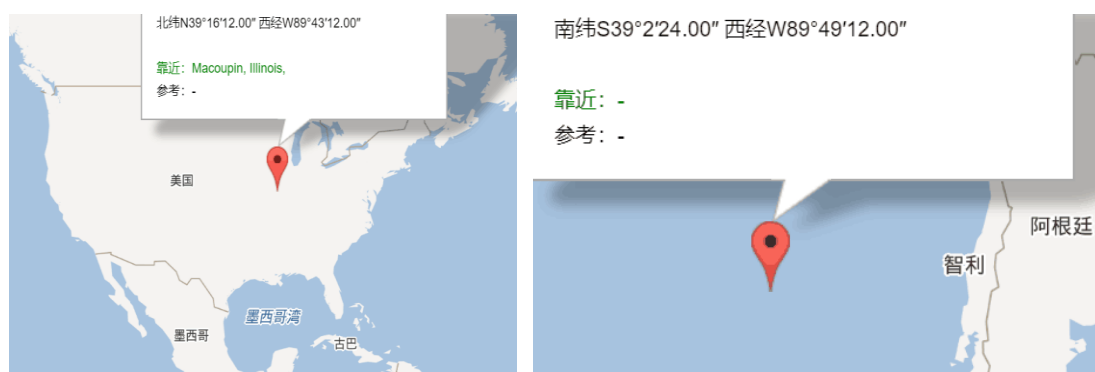 北纬N39°16'12.00″ 西经W89°43'12.00″
靠近：Macoupin, Illinois,
参考：-
美国
墨西哥湾
墨西哥
古巴
南纬S39°2'24.00″ 西经W89°49'12.00″
靠近：-
参考：-
阿根廷
智利